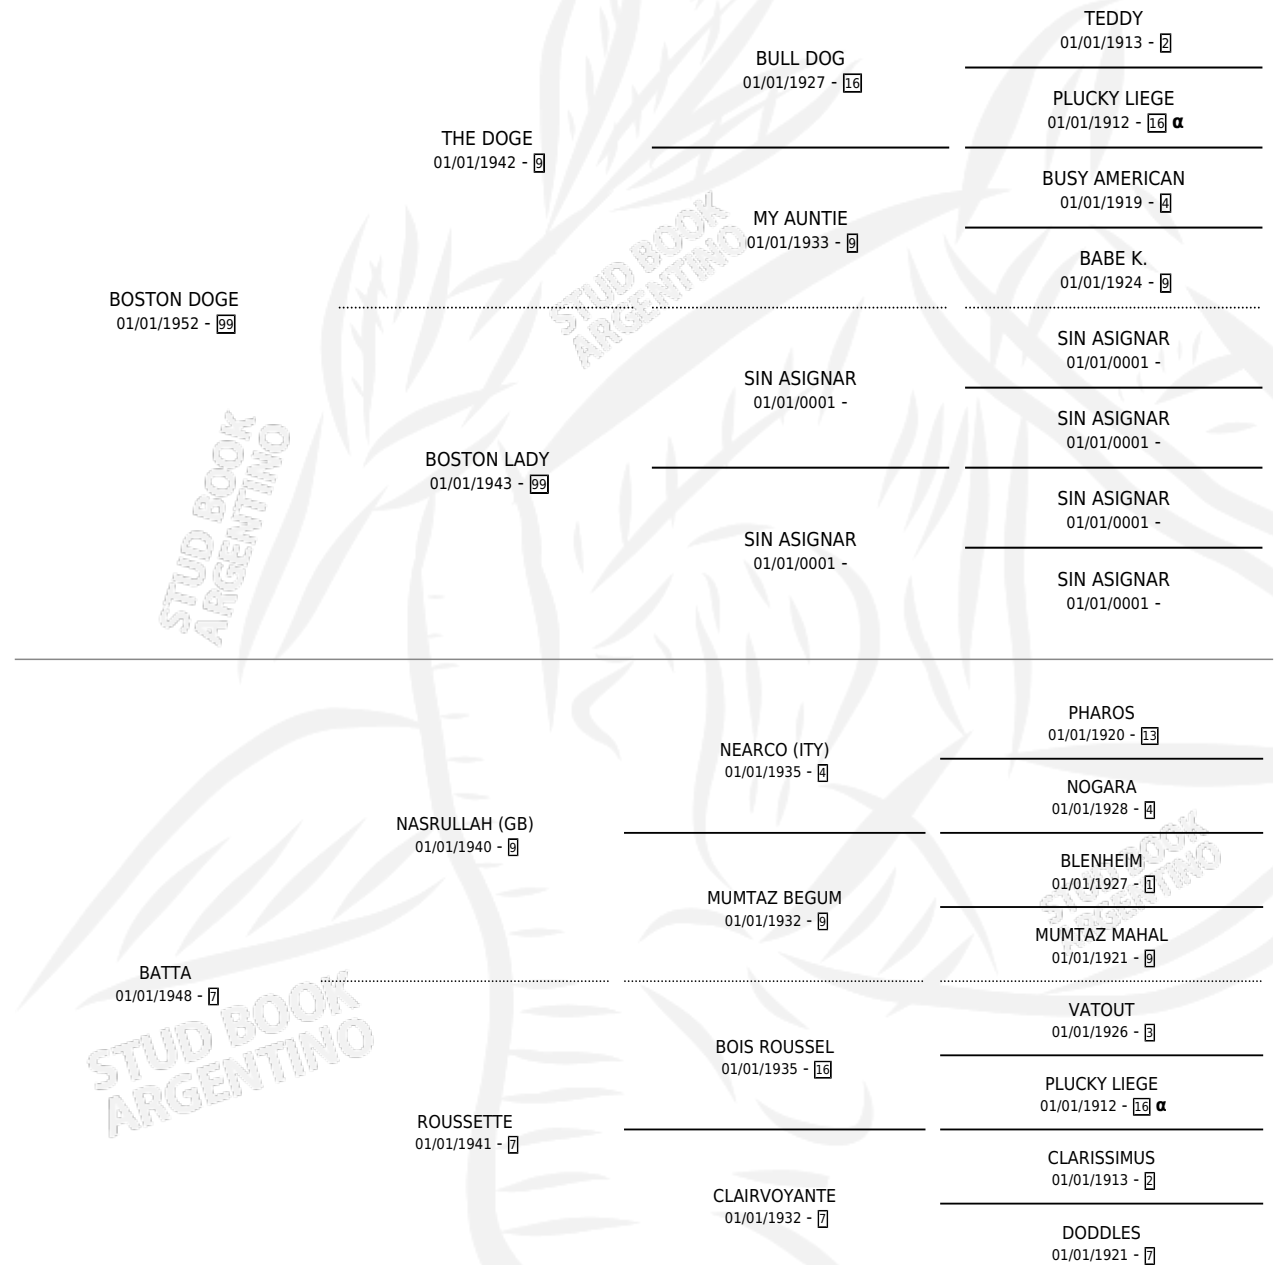 TEDDY
01/01/1913 - 2
BULL DOG
01/01/1927 - 16
PLUCKY LIEGE
01/01/1912 - 16 α
THE DOGE
01/01/1942 - 9
BUSY AMERICAN
01/01/1919 - 4
MY AUNTIE
01/01/1933 - 9
BABE K.
01/01/1924 - 9
BOSTON DOGE
01/01/1952 - 99
SIN ASIGNAR
01/01/0001 -
SIN ASIGNAR
01/01/0001 -
SIN ASIGNAR
01/01/0001 -
BOSTON LADY
01/01/1943 - 99
SIN ASIGNAR
01/01/0001 -
SIN ASIGNAR
01/01/0001 -
SIN ASIGNAR
01/01/0001 -
STUD BOOK
ARGENTINO
STUD BOOK
ARGENTINO
PHAROS
01/01/1920 - 13
NEARCO (ITY)
01/01/1935 - 4
NOGARA
01/01/1928 - 4
NASRULLAH (GB)
01/01/1940 - 9
BLENHEIM
01/01/1927 - 1
MUMTAZ BEGUM
01/01/1932 - 9
MUMTAZ MAHAL
01/01/1921 - 9
BATTA
01/01/1948 - 7
VATOUT
01/01/1926 - 3
BOIS ROUSSEL
01/01/1935 - 16
PLUCKY LIEGE
01/01/1912 - 16 α
ROUSSETTE
01/01/1941 - 7
CLARISSIMUS
01/01/1913 - 2
CLAIRVOYANTE
01/01/1932 - 7
DODDLES
01/01/1921 - 7
STUD BOOK
ARGENTINO
STUD BOOK
ARGENTINO